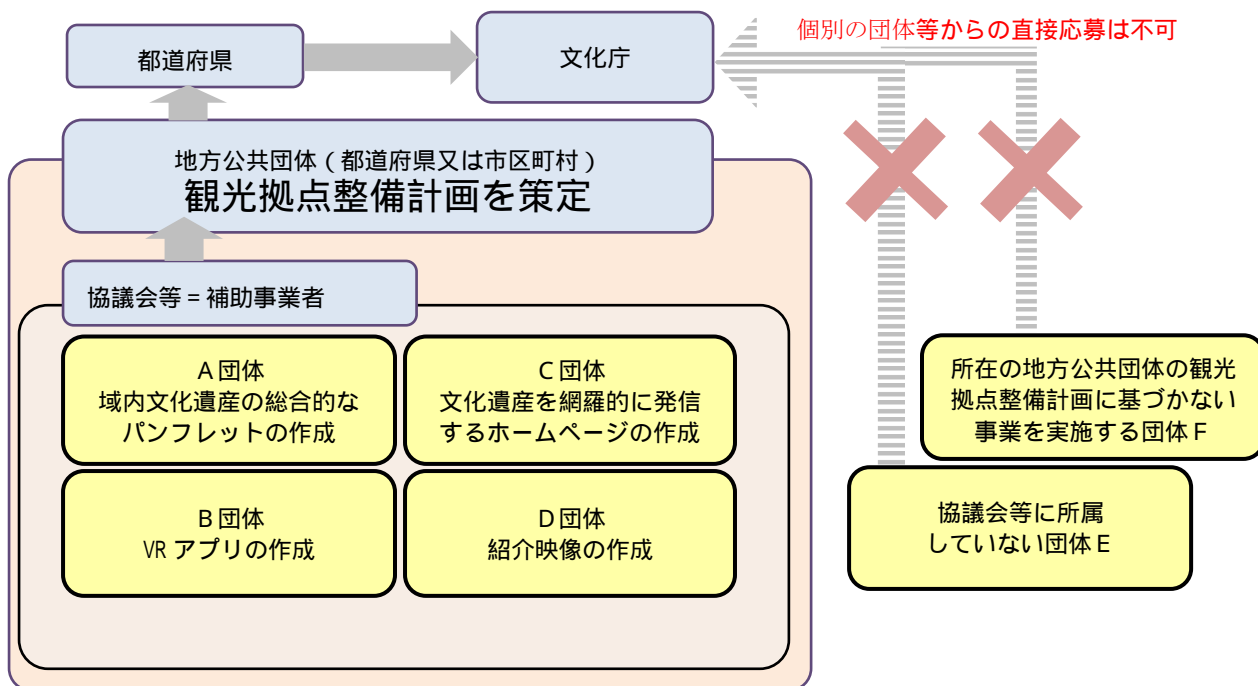 個別の団体等からの直接応募は不可
都道府県
文化庁
地方公共団体（都道府県又は市区町村）
観光拠点整備計画を策定
協議会等＝補助事業者
Ａ団体
域内文化遺産の総合的な
パンフレットの作成
Ｃ団体
文化遺産を網羅的に発信
するホームページの作成
Ｂ団体
VR アプリの作成
Ｄ団体
紹介映像の作成
所在の地方公共団体の観光
拠点整備計画に基づかない
事業を実施する団体Ｆ
協議会等に所属
していない団体Ｅ